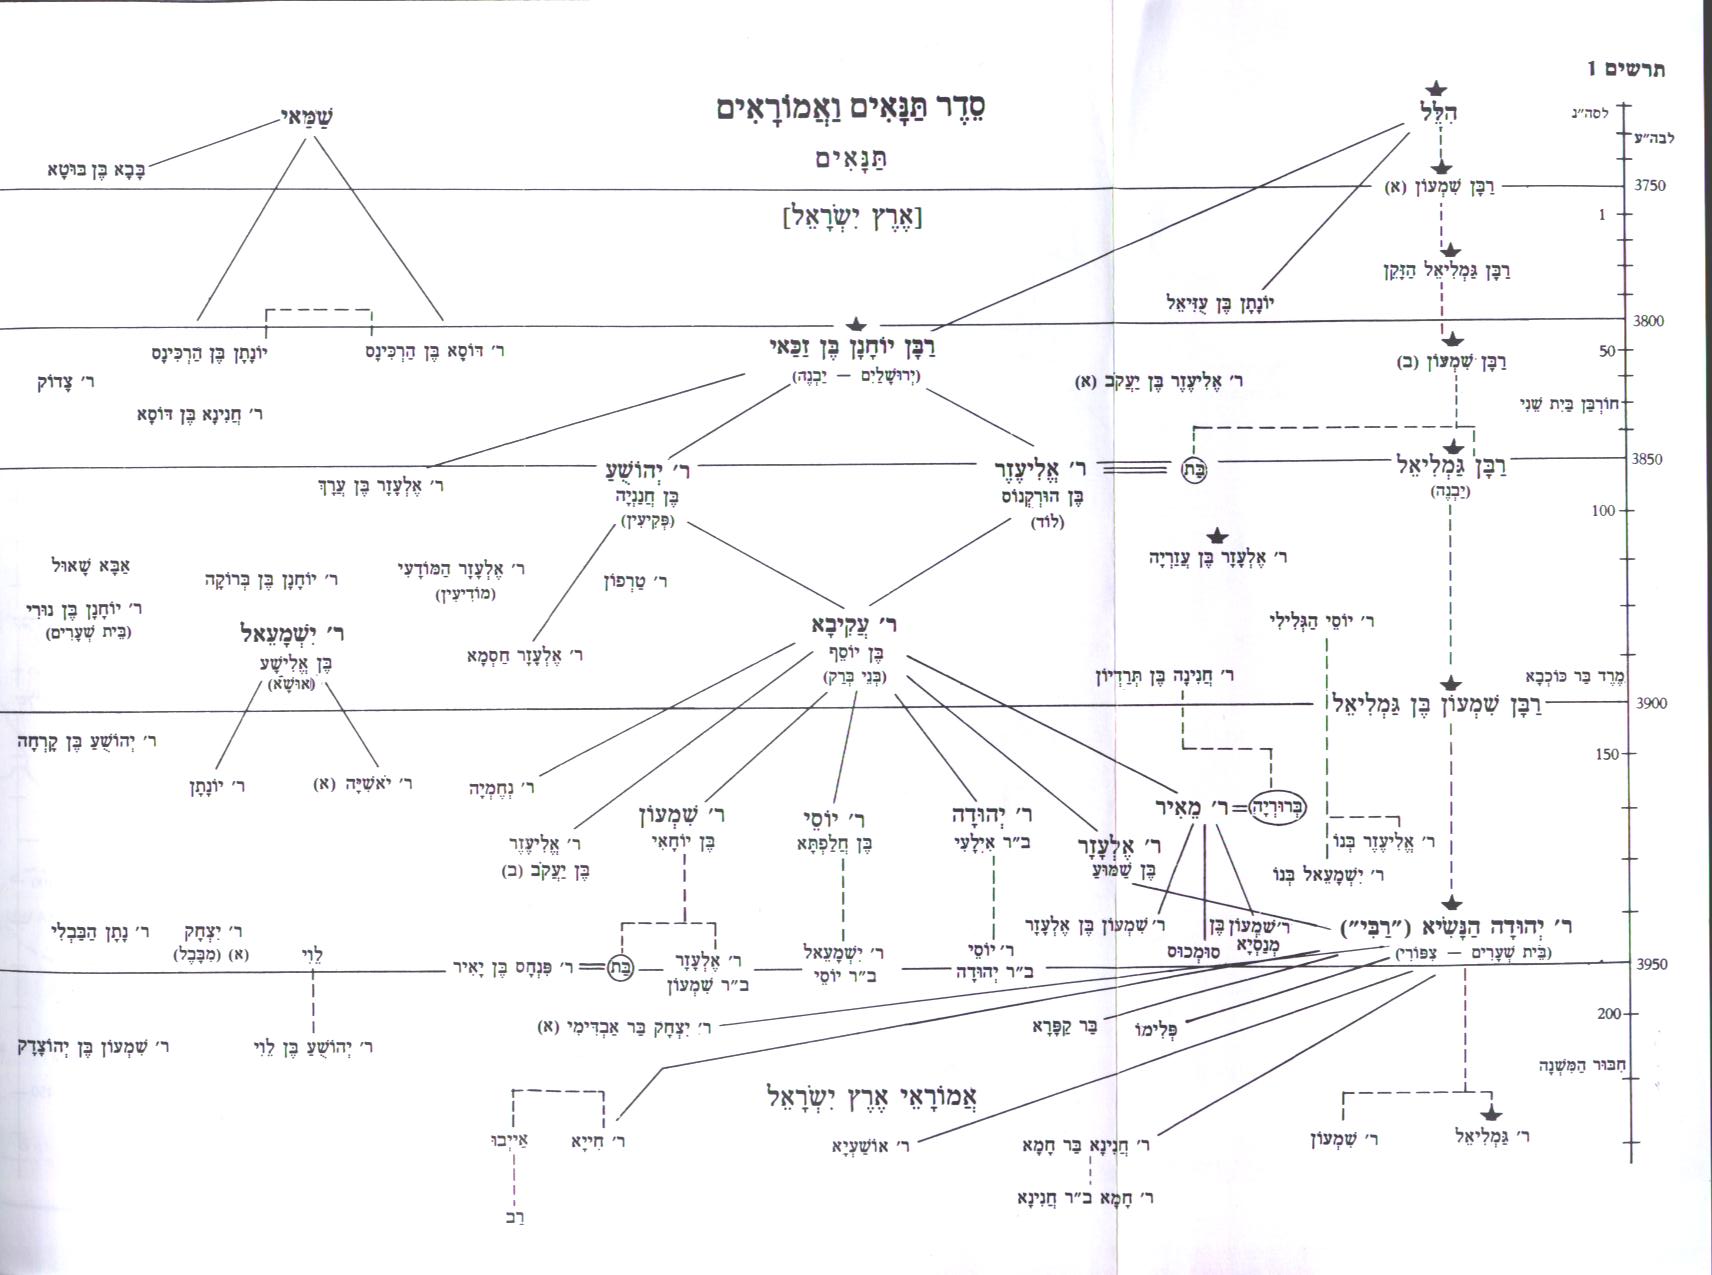 תרשים 1
סֵדֶר תַּנָּאִים וַאֲמוֹרָאִים
תַּנָּאִים
[אֶרֶץ יִשְׂרָאֵל]
לסה״נ
לבה״ע
הִלֵּל
שַׁמַּאי
בָּבָא בֶּן בּוּטָא
3750
רַבָּן שִׁמְעוֹן (א)
1
רַבָּן גַּמְלִיאֵל הַזָּקֵן
יוֹנָתָן בֶּן עֻזִּיאֵל
3800
רַבָּן יוֹחָנָן בֶּן זַכַּאי
(יְרוּשָׁלַיִם — יַבְנֶה)
ר׳ דּוֹסָא בֶּן הַרְכִּינָס
יוֹנָתָן בֶּן הַרְכִּינָס
50
רַבָּן שִׁמְעוֹן (ב)
ר׳ אֱלִיעֶזֶר בֶּן יַעֲקֹב (א)
ר׳ צָדוֹק
ר׳ חֲנִינָא בֶּן דּוֹסָא
חוּרְבַּן בַּיִת שֵׁנִי
3850
רַבָּן גַּמְלִיאֵל
(יַבְנֶה)
בַּת
ר׳ אֱלִיעֶזֶר
בֶּן הוּרְקָנוֹס
(לוֹד)
ר׳ יְהוֹשֻׁעַ
בֶּן חֲנַנְיָה
(פְּקִיעִין)
ר׳ אֶלְעָזָר בֶּן עֲרָךְ
100
ר׳ אֶלְעָזָר בֶּן עֲזַרְיָה
ר׳ טַרְפוֹן
ר׳ אֶלְעָזָר הַמּוֹדָעִי
(מוֹדִיעִין)
ר׳ יוֹחָנָן בֶּן בְּרוֹקָה
אַבָּא שָׁאוּל
ר׳ יוֹחָנָן בֶּן נוּרִי
(בֵּית שְׁעָרִים)
ר׳ יוֹסֵי הַגְּלִילִי
ר׳ עֲקִיבָא
בֶּן יוֹסֵף
(בְּנֵי בְרַק)
ר׳ יִשְׁמָעֵאל
בֶּן אֱלִישָׁע
(אוּשָׁא)
ר׳ אֶלְעָזָר חַסְמָא
ר׳ חֲנִינָה בֶּן תְּרַדְיוֹן
מֶרֶד בַּר כּוֹכְבָא
3900
רַבָּן שִׁמְעוֹן בֶּן גַּמְלִיאֵל
ר׳ יְהוֹשֻׁעַ בֶּן קָרְחָה
150
ר׳ נְחֶמְיָה
ר׳ יֹאשִׁיָּה (א)
ר׳ יוֹנָתָן
בְּרוּרְיָה
ר׳ מֵאִיר
ר׳ יְהוּדָה
ב״ר אִילָעִי
ר׳ יוֹסֵי
בֶּן חֲלַפְתָּא
ר׳ שִׁמְעוֹן
בֶּן יוֹחָאִי
ר׳ אֱלִיעֶזֶר
בֶּן יַעֲקֹב (ב)
ר׳ אֱלִיעֶזֶר בְּנוֹ
ר׳ אֶלְעָזָר
בֶּן שַׁמּוּעַ
ר׳ יִשְׁמָעֵאל בְּנוֹ
ר׳ יְהוּדָה הַנָּשִׂיא (״רַבִּי״)
(בֵּית שְׁעָרִים — צִפּוֹרִי)
ר׳ שִׁמְעוֹן בֶּן
מְנַסְיָא
סוּמְכוּס
ר׳ שִׁמְעוֹן בֶּן אֶלְעָזָר
ר׳ יוֹסֵי
ב״ר יְהוּדָה
ר׳ יִשְׁמָעֵאל
ב״ר יוֹסֵי
ר׳ אֶלְעָזָר
ב״ר שִׁמְעוֹן
בַּת
ר׳ פִּנְחָס בֶּן יָאִיר
לֵוִי
ר׳ יִצְחָק
(א) (מִבָּבֶל)
ר׳ נָתָן הַבַּבְלִי
3950
200
פְּלִימוֹ
בַּר קַפָּרָא
ר׳ יִצְחָק בַּר אַבְדִּימִי (א)
ר׳ יְהוֹשֻׁעַ בֶּן לֵוִי
ר׳ שִׁמְעוֹן בֶּן יְהוֹצָדָק
חִבּוּר הַמִּשְׁנָה
אֲמוֹרָאֵי אֶרֶץ יִשְׂרָאֵל
ר׳ גַּמְלִיאֵל
ר׳ שִׁמְעוֹן
ר׳ חֲנִינָא בַּר חָמָא
ר׳ אוֹשַׁעְיָא
ר׳ חִיָּיא
אַיְיבוּ
ר׳ חָמָא ב״ר חֲנִינָא
רַב